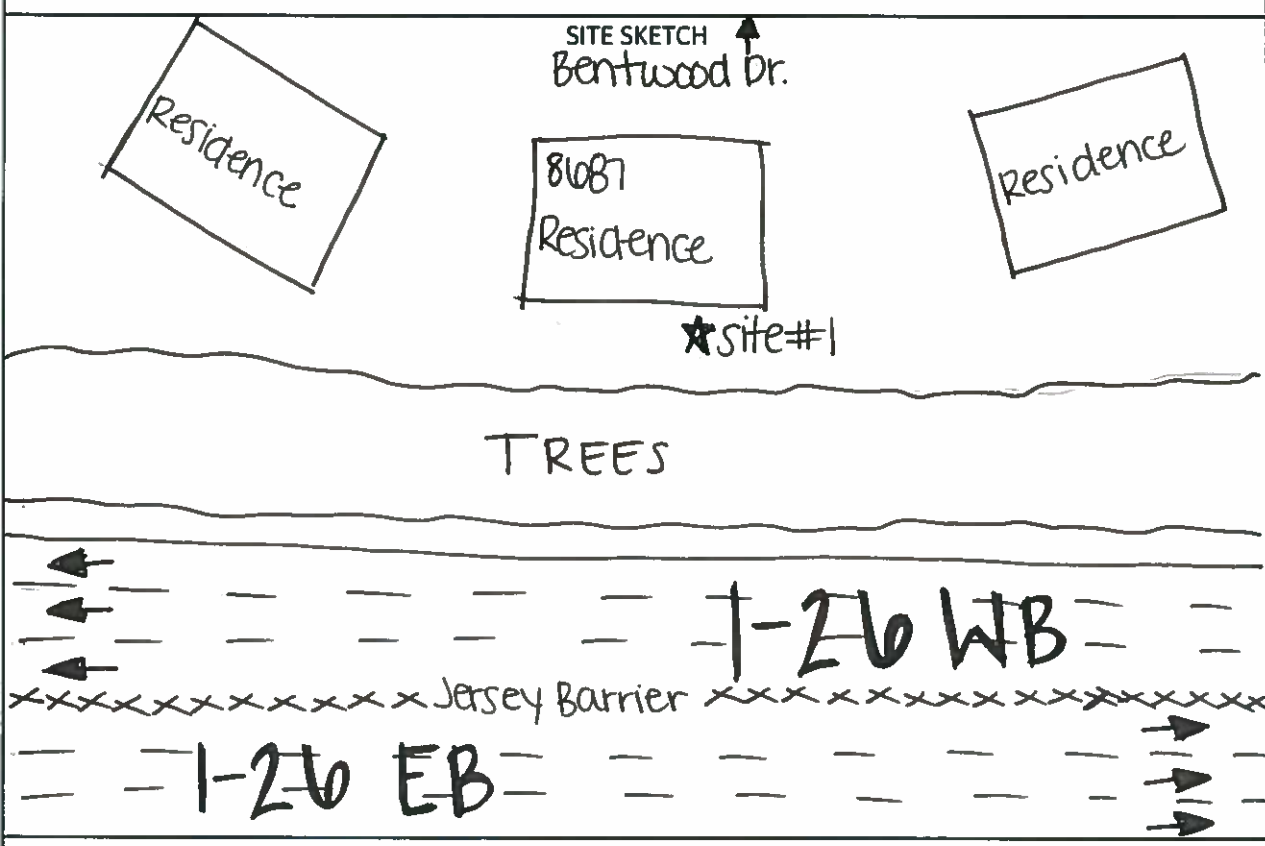 SITE SKETCH
Bentwood Dr.
Residence
8687
Residence
Residence
site#1
TREES
I-26 WB
Jersey Barrier
I-26 EB